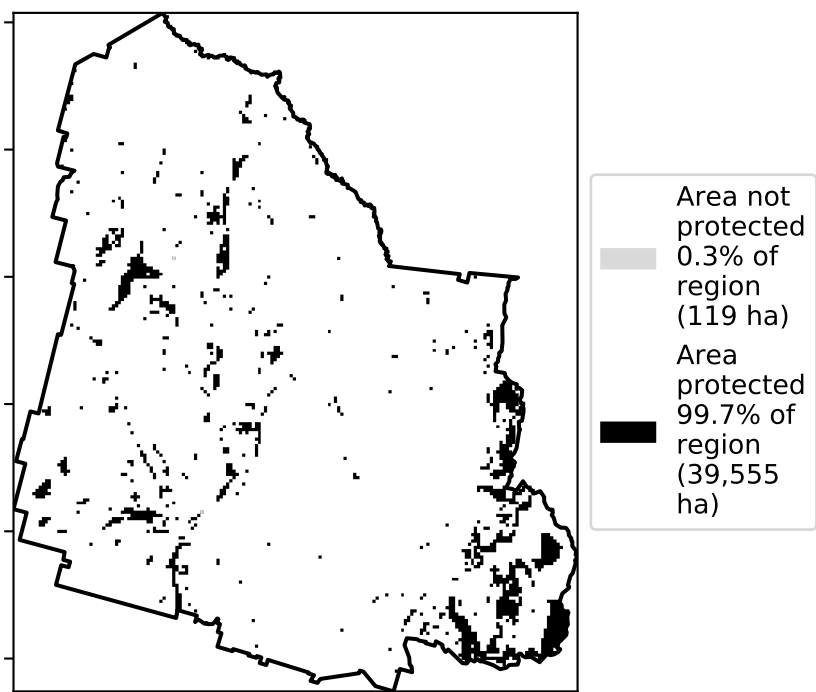 Area not
protected
0.3% of
region
(119 ha)
Area
protected
99.7% of
region
(39,555
ha)